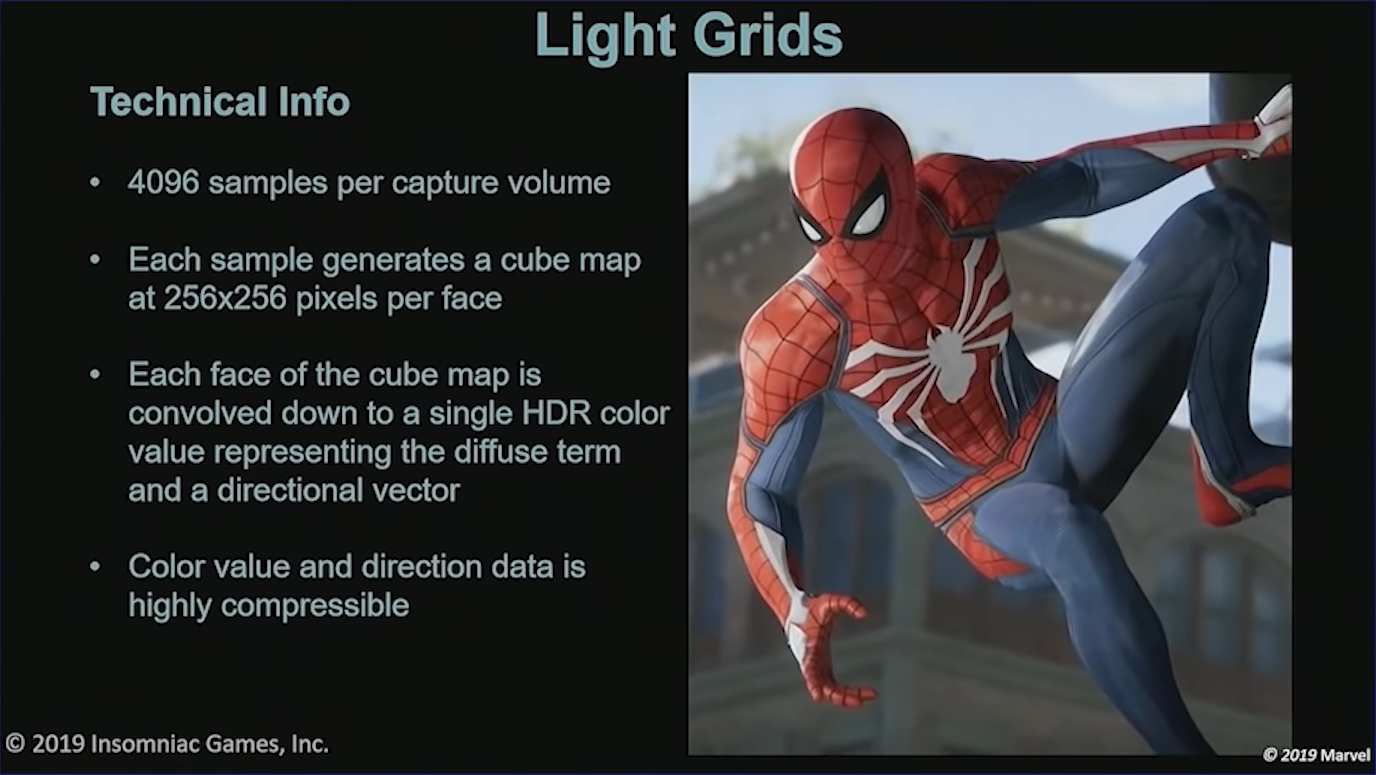 Light Grids
Technical Info
• 4096 samples per capture volume
• Each sample generates a cube map
at 256x256 pixels per face
• Each face of the cube map is
convolved down to a single HDR color
value representing the diffuse term
and a directional vector
• Color value and direction data is
highly compressible
© 2019 Insomniac Games, Inc.
© 2019 Marvel